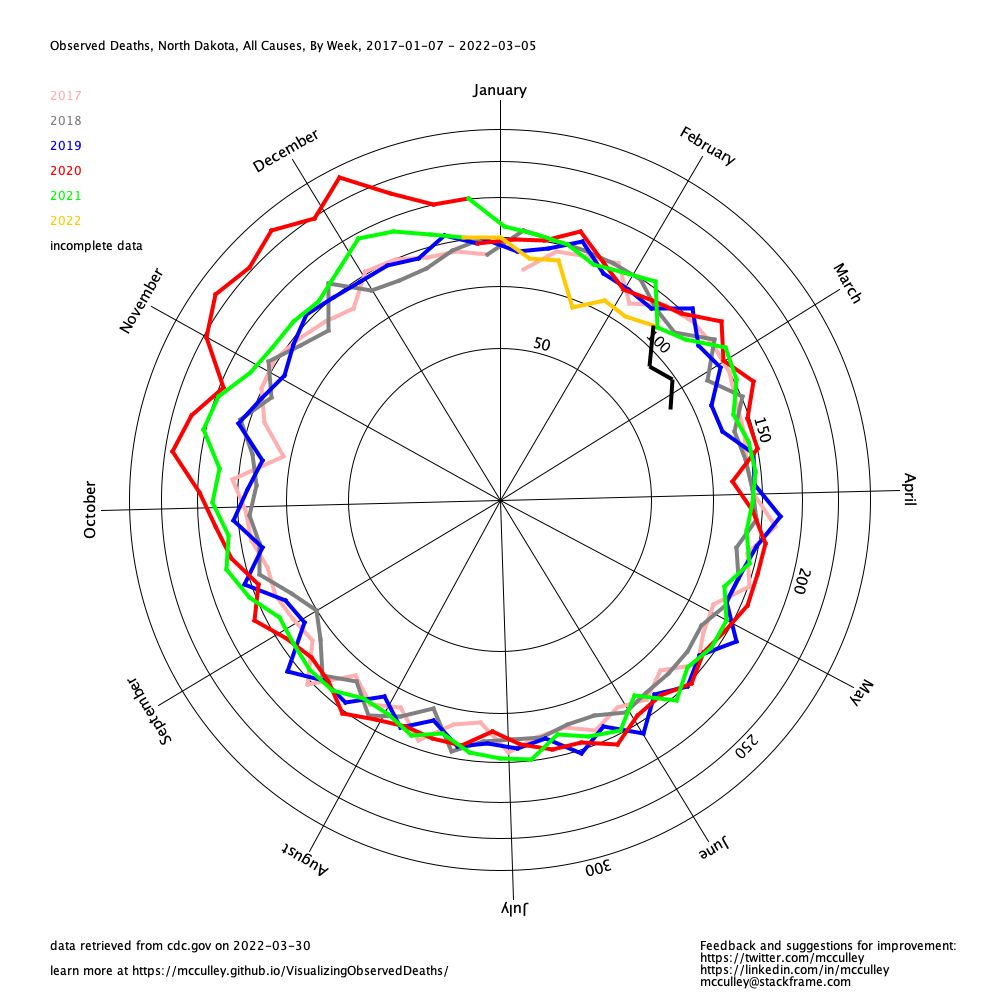 Observed Deaths, North Dakota, All Causes, By Week, 2017-01-07 - 2022-03-05
January
2017
2018
2019
2020
2021
2022
incomplete data
December
February
November
March
50
100
150
October
April
200
September
May
250
August
June
300
July
data retrieved from cdc.gov on 2022-03-30
learn more at https://mcculley.github.io/VisualizingObservedDeaths/
Feedback and suggestions for improvement:
https://twitter.com/mcculley
https://linkedin.com/in/mcculley
mcculley@stackframe.com